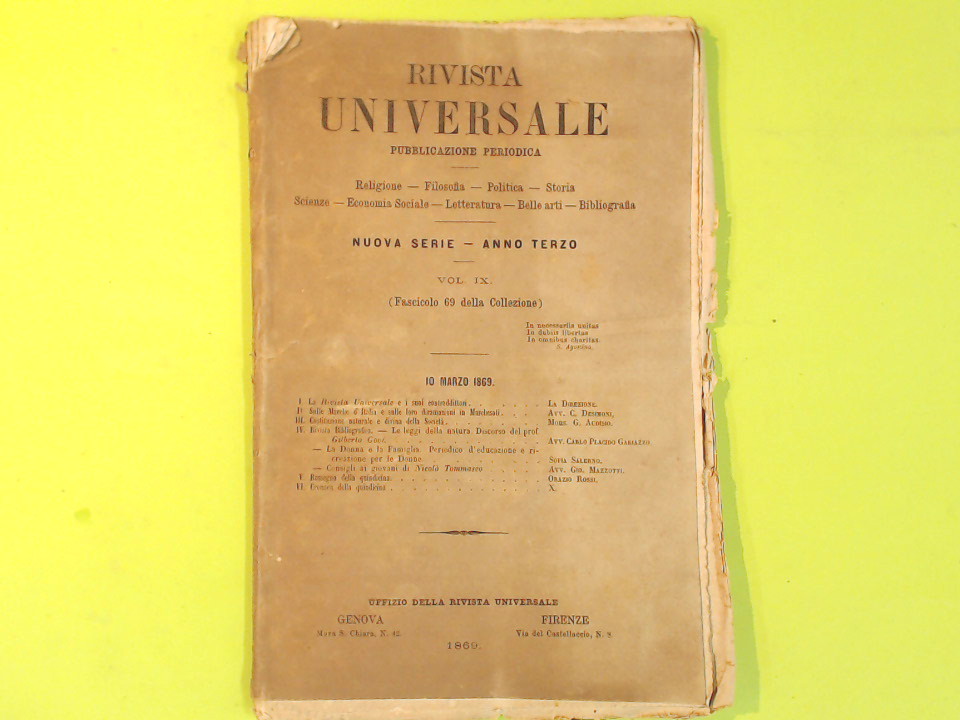 RIVISTA
UNIVERSALE
PUBBLICAZIONE PERIODICA
Religione — Filosofia — Politica — Storia
Scienze — Economia Sociale — Letteratura — Belle arti — Bibliografia
NUOVA SERIE — ANNO TERZO
VOL. IX.
(Fascicolo 69 della Collezione)
In necessariis unitas
In dubiis libertas
In omnibus charitas.
S. Agostino.
10 MARZO 1869.
I. La Rivista Universale e i suoi contraddittori . . . . . . . LA DIREZIONE.
II. Sulle Marche d'Italia e sulle loro diramazioni in Marchesati . . . AVV. C. DESIMONI.
III. Costituzione naturale e divina della Società . . . . . . . . MONS. G.
IV. Rivista Bibliografica. — Le leggi della natura. Discorso del prof.
Gilberto Govi. . . . . . . . . . . . AVV. CARLO PLACIDO GARIAZZO.
— La Donna e la Famiglia. Periodico d'educazione e ri-
creazione per le Donne . . . . . . . . SOFIA SALERNO.
— Consigli ai giovani di Nicolò Tommaseo . . . . . AVV. GIO. MAZZOTTI.
V. Rassegna della quindicina . . . . . . . . . . . ORAZIO ROSSI.
VI. Cronaca della quindicina . . . . . . . . . . . X.
UFFIZIO DELLA RIVISTA UNIVERSALE
GENOVA FIRENZE
Mura S. Chiara, N. 42. Via del Castellaccio, N. 8.
1869.